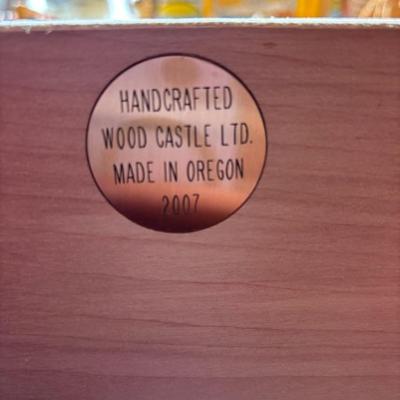 HANDCRAFTED
WOOD CASTLE LTD.
MADE IN OREGON
2007